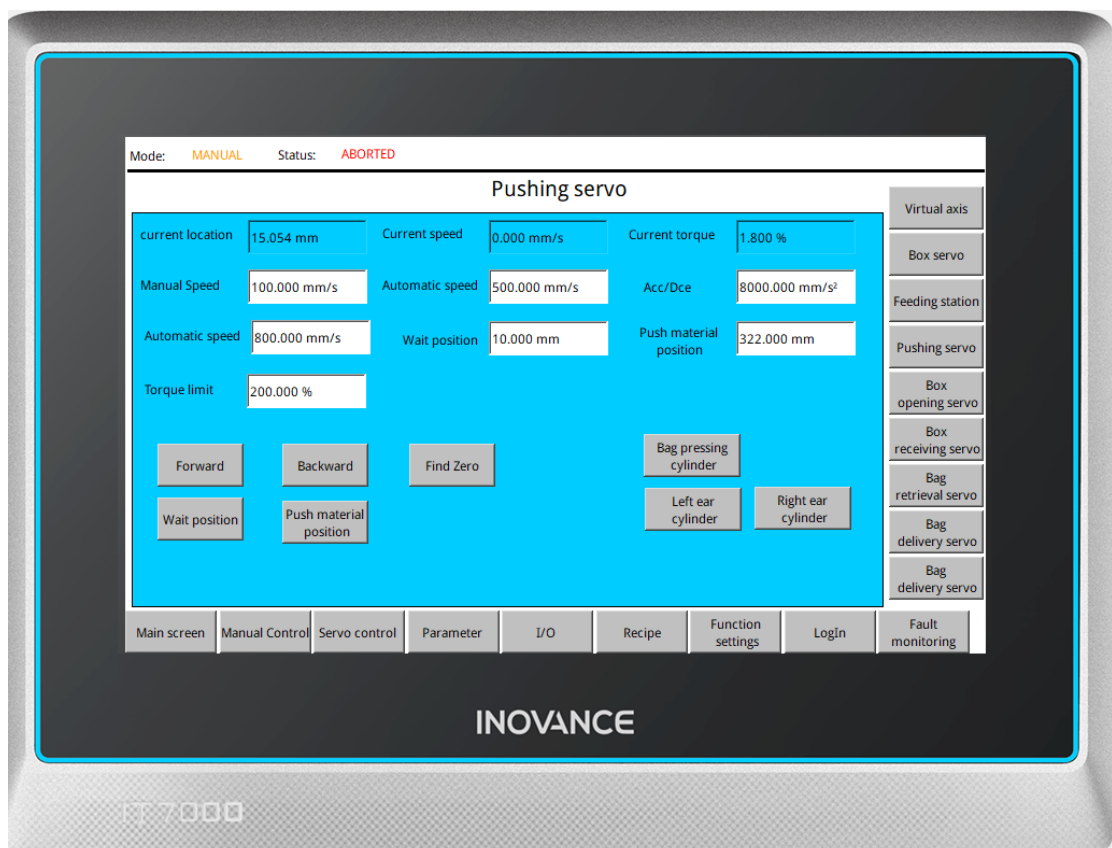 Mode: MANUAL Status: ABORTED
Pushing servo
current location 15.054 mm Current speed 0.000 mm/s Current torque 1.800 %
Manual Speed 100.000 mm/s Automatic speed 500.000 mm/s Acc/Dce 8000.000 mm/s²
Automatic speed 800.000 mm/s Wait position 10.000 mm Push material
position 322.000 mm
Torque limit 200.000 %
Forward Backward Find Zero
Bag pressing
cylinder
Wait position Push material
position
Left ear
cylinder
Right ear
cylinder
Virtual axis
Box servo
Feeding station
Pushing servo
Box
opening servo
Box
receiving servo
Bag
retrieval servo
Bag
delivery servo
Bag
delivery servo
Main screen Manual Control Servo control Parameter I/O Recipe Function
settings LogIn Fault
monitoring
INOVANCE
IT7000